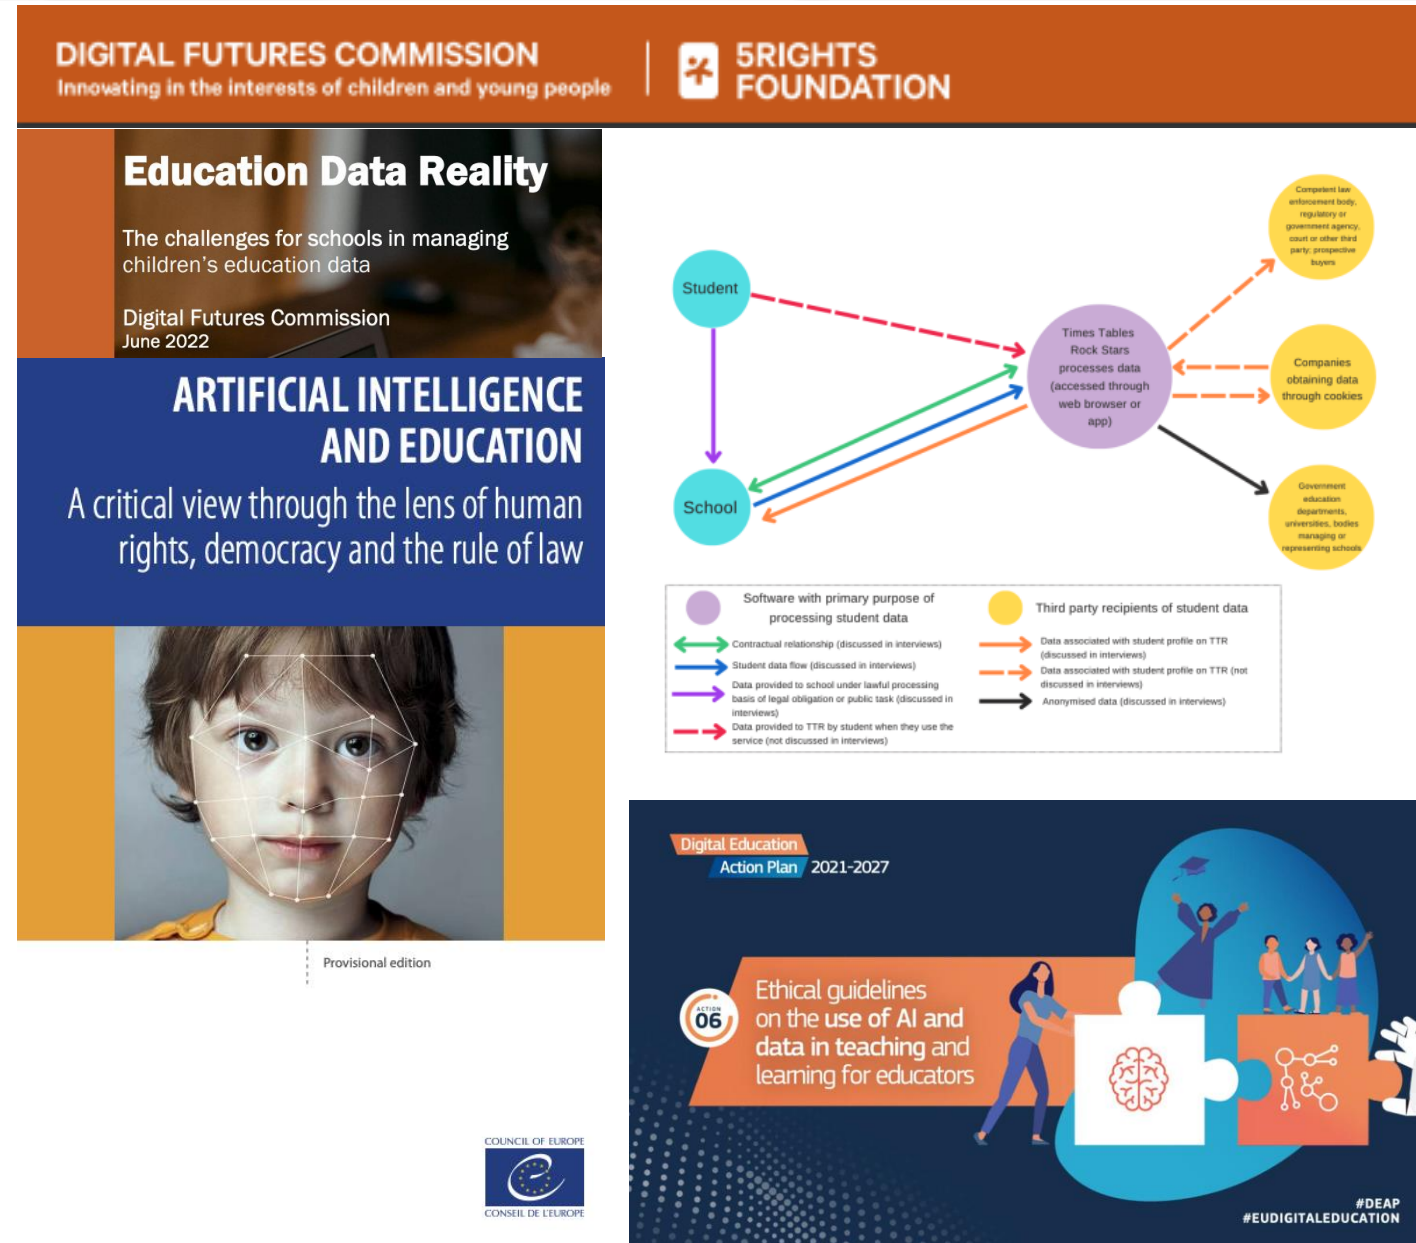 DIGITAL FUTURES COMMISSION
Innovating in the interests of children and young people
5RIGHTS
FOUNDATION
Education Data Reality
The challenges for schools in managing
children's education data
Digital Futures Commission
June 2022
ARTIFICIAL INTELLIGENCE
AND EDUCATION
A critical view through the lens of human
rights, democracy and the rule of law
Provisional edition
COUNCIL OF EUROPE
CONSEIL DE L'EUROPE
Student
School
Times Tables
Rock Stars
processes data
(accessed through
web browser or
app)
Competent law
enforcement body,
regulatory or
government agency,
court or other third
party; prospective
buyers
Companies
obtaining data
through cookies
Government
education
departments,
universities, bodies
managing or
representing schools
Software with primary purpose of
processing student data
Contractual relationship (discussed in interviews)
Student data flow (discussed in interviews)
Data provided to school under lawful processing
basis of legal obligation or public task (discussed in
interviews)
Data provided to TTR by student when they use the
service (not discussed in interviews)
Third party recipients of student data
Data associated with student profile on TTR
(discussed in interviews)
Data associated with student profile on TTR (not
discussed in interviews)
Anonymised data (discussed in interviews)
Digital Education
Action Plan 2021-2027
ACTION
06
Ethical guidelines
on the use of AI and
data in teaching and
learning for educators
#DEAP
#EUDIGITALEDUCATION